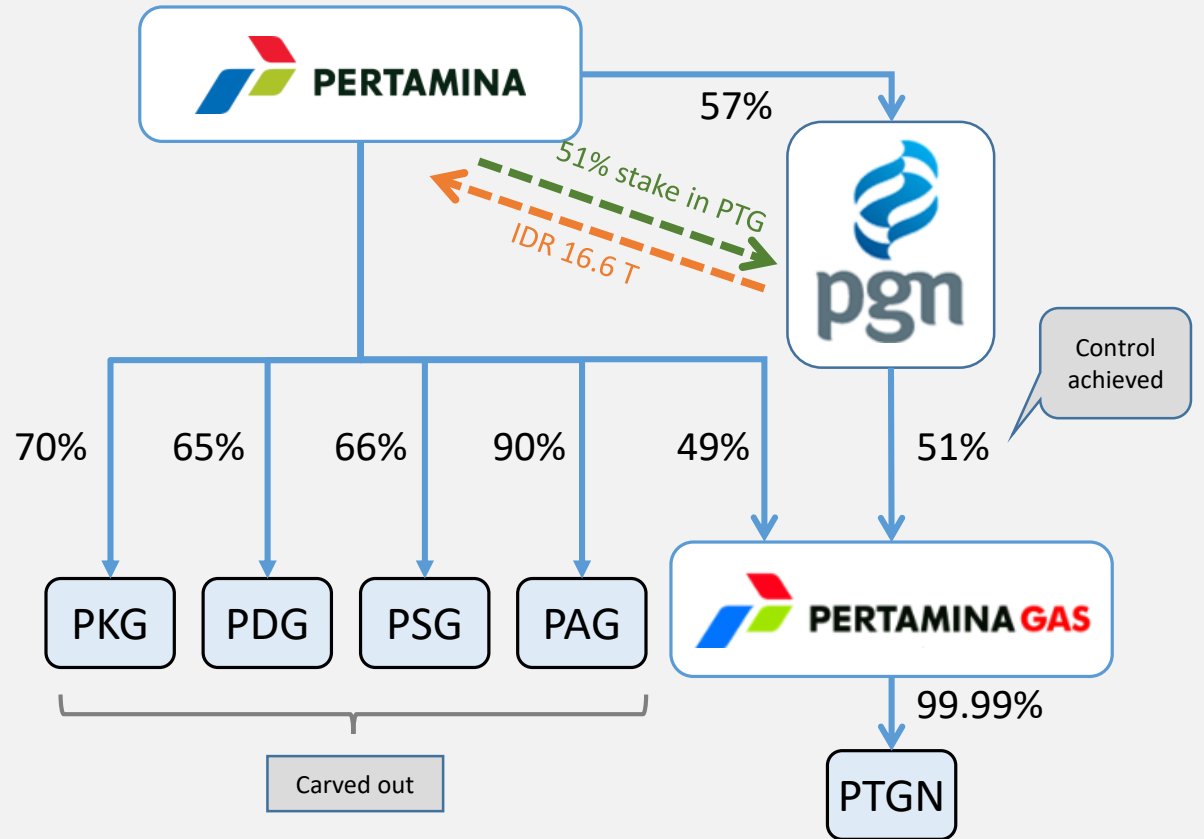 PERTAMINA
57%
51% stake in PTG
IDR 16.6 T
pgn
Control
achieved
70%
65%
66%
90%
49%
51%
PKG
PDG
PSG
PAG
PERTAMINA GAS
99.99%
Carved out
PTGN